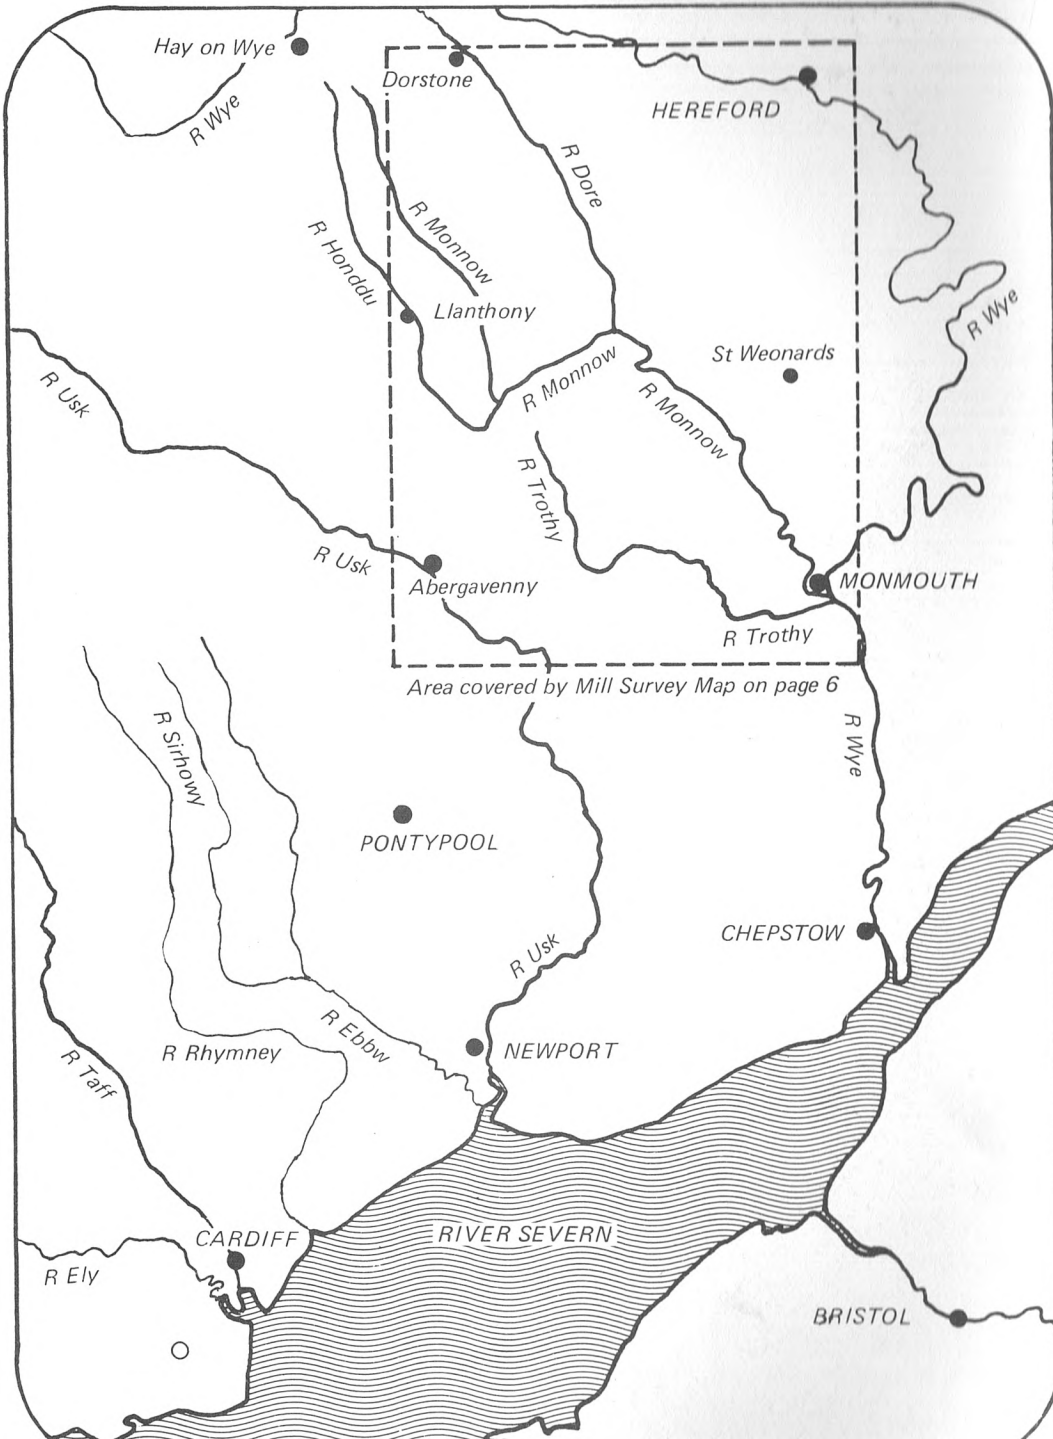 Hay on Wye
Dorstone
HEREFORD
R Wye
R Dore
R Monnow
R Honddu
Llanthony
R Wye
St Weonards
R Monnow
R Monnow
R Usk
R Trothy
R Usk
Abergavenny
MONMOUTH
R Trothy
Area covered by Mill Survey Map on page 6
R Sirhowy
R Wye
PONTYPOOL
CHEPSTOW
R Usk
R Ebbw
NEWPORT
R Rhymney
R Taff
RIVER SEVERN
CARDIFF
R Ely
BRISTOL